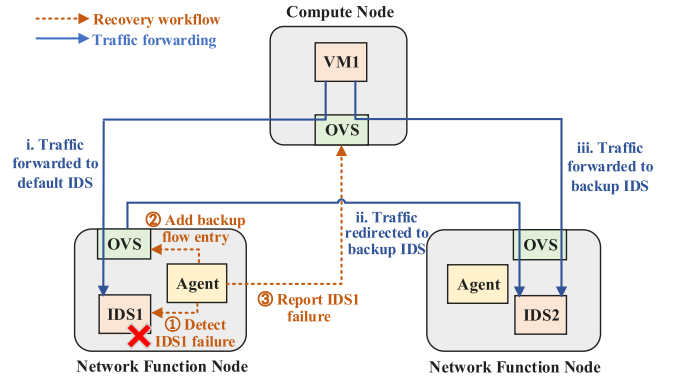 Recovery workflow
Traffic forwarding
Compute Node
VM1
OVS
i. Traffic
forwarded to
default IDS
iii. Traffic
forwarded to
backup IDS
ii. Traffic
redirected to
backup IDS
② Add backup
flow entry
OVS
Agent
IDS1
① Detect
IDS1 failure
③ Report IDS1
failure
Network Function Node
OVS
Agent
IDS2
Network Function Node